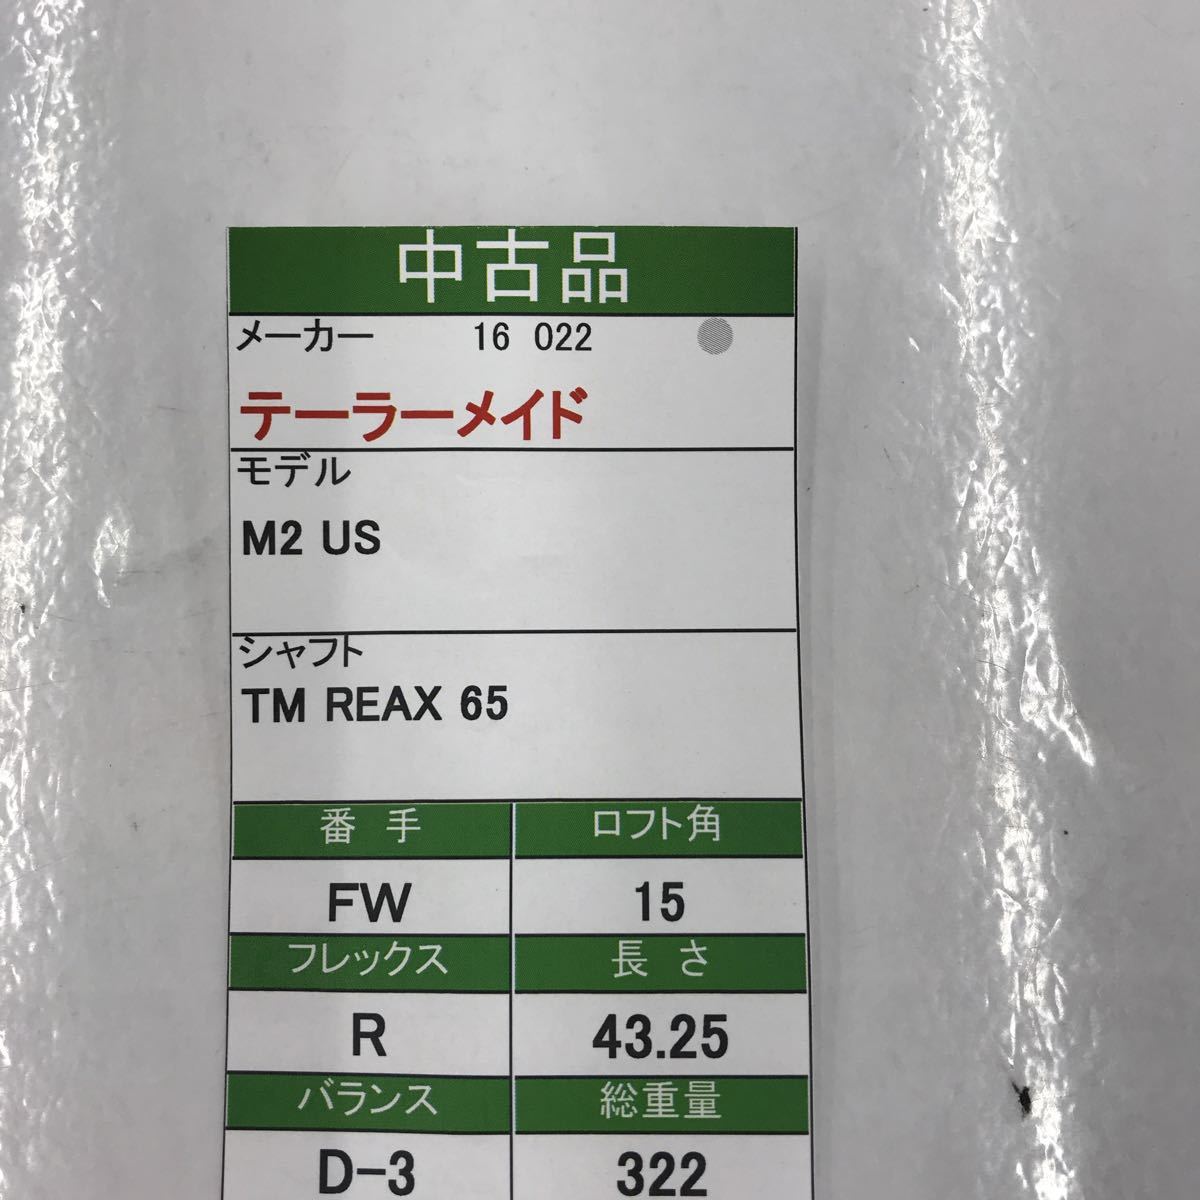 中古品
メーカー 16 022
テーラーメイド
モデル
M2 US
シャフト
TM REAX 65
番 手 ロフト角
FW 15
フレックス 長 さ
R 43.25
バランス 総重量
D-3 322